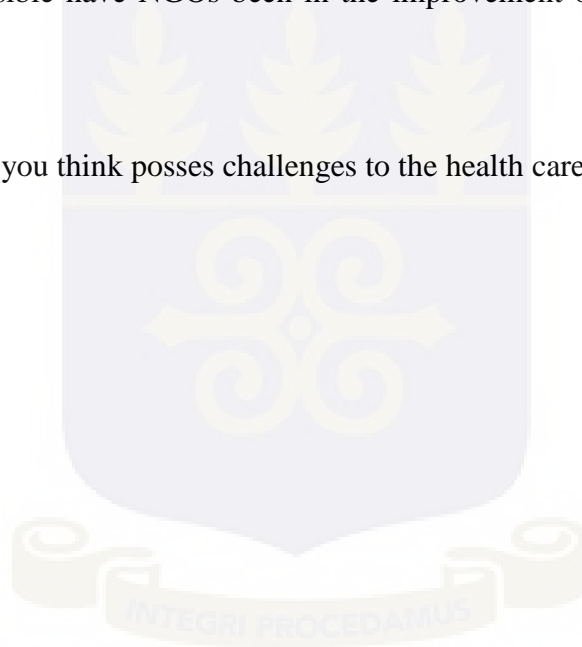 have NGOs been in the improvement
you think posses challenges to the health care
INTEGRI PROCEDAMUS